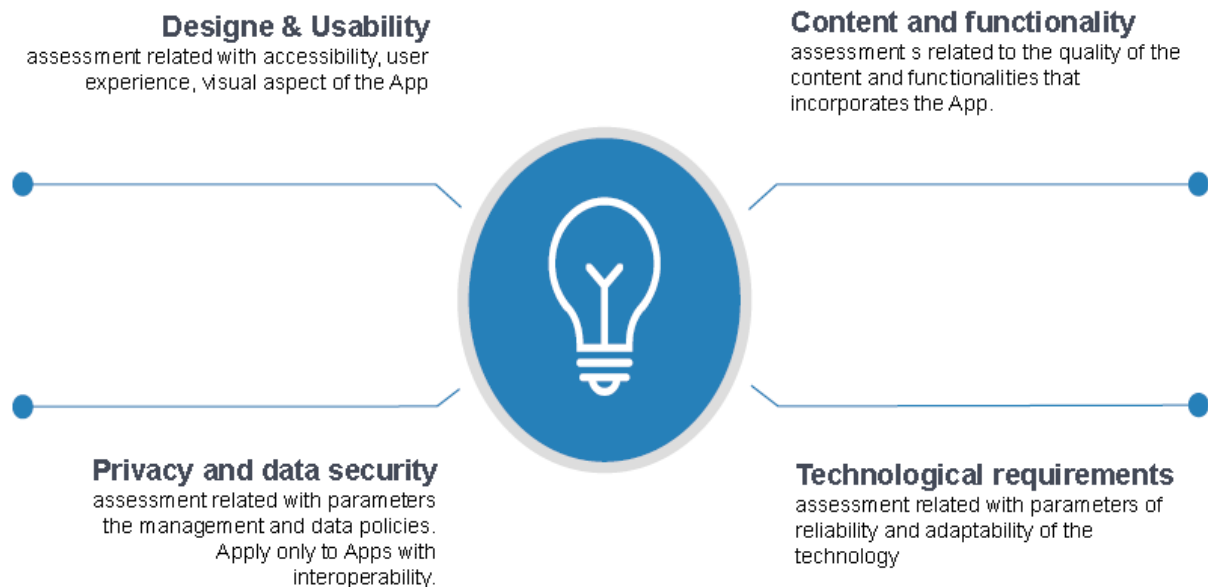 Designe & Usability
assessment related with accessibility, user
experience, visual aspect of the App
Content and functionality
assessment s related to the quality of the
content and functionalities that
incorporates the App.
Privacy and data security
assessment related with parameters
the management and data policies.
Apply only to Apps with
interoperability.
Technological requirements
assessment related with parameters of
reliability and adaptability of the
technology